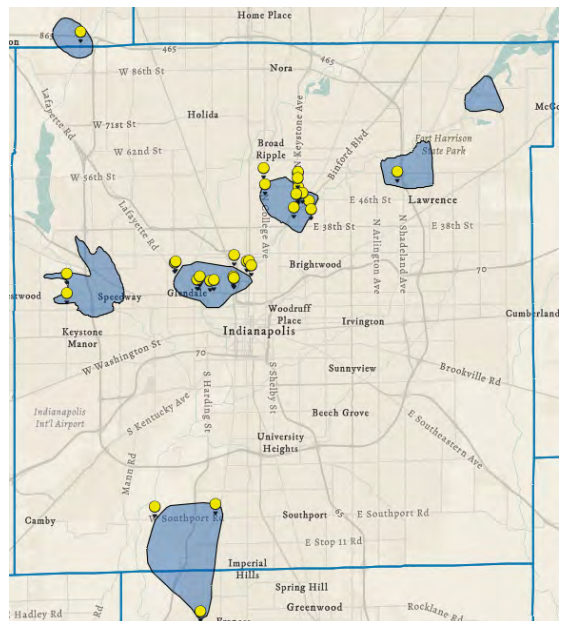 Home Place
on
865
465
465
W 86th St
Nora
Lafayette Rd
N Keystone Ave
McCo
W 71st St
Holida
Binford Blvd
Fort Harrison
State Park
W 62nd St
Broad
Ripple
W 56th St
E 46th St
Lawrence
Lafayette Rd
College Ave
E 38th St
N Arlington Ave
N Shadeland Ave
E 38th St
Brightwood
70
stwood
Speedway
Glendale
Woodruff
Place
Cumberland
Keystone
Manor
Indianapolis
Irvington
W Washington St
70
S Harding St
S Shelby St
Sunnyview
Brookville Rd
Indianapolis
Int'l Airport
S Kentucky Ave
Beech Grove
E Southeastern Ave
University
Heights
Mann Rd
Camby
W Southport Rd
Southport
E Southport Rd
E Stop 11 Rd
Imperial
Hills
Spring Hill
E Hadley Rd
Rd
Greenwood
Rocklane Rd